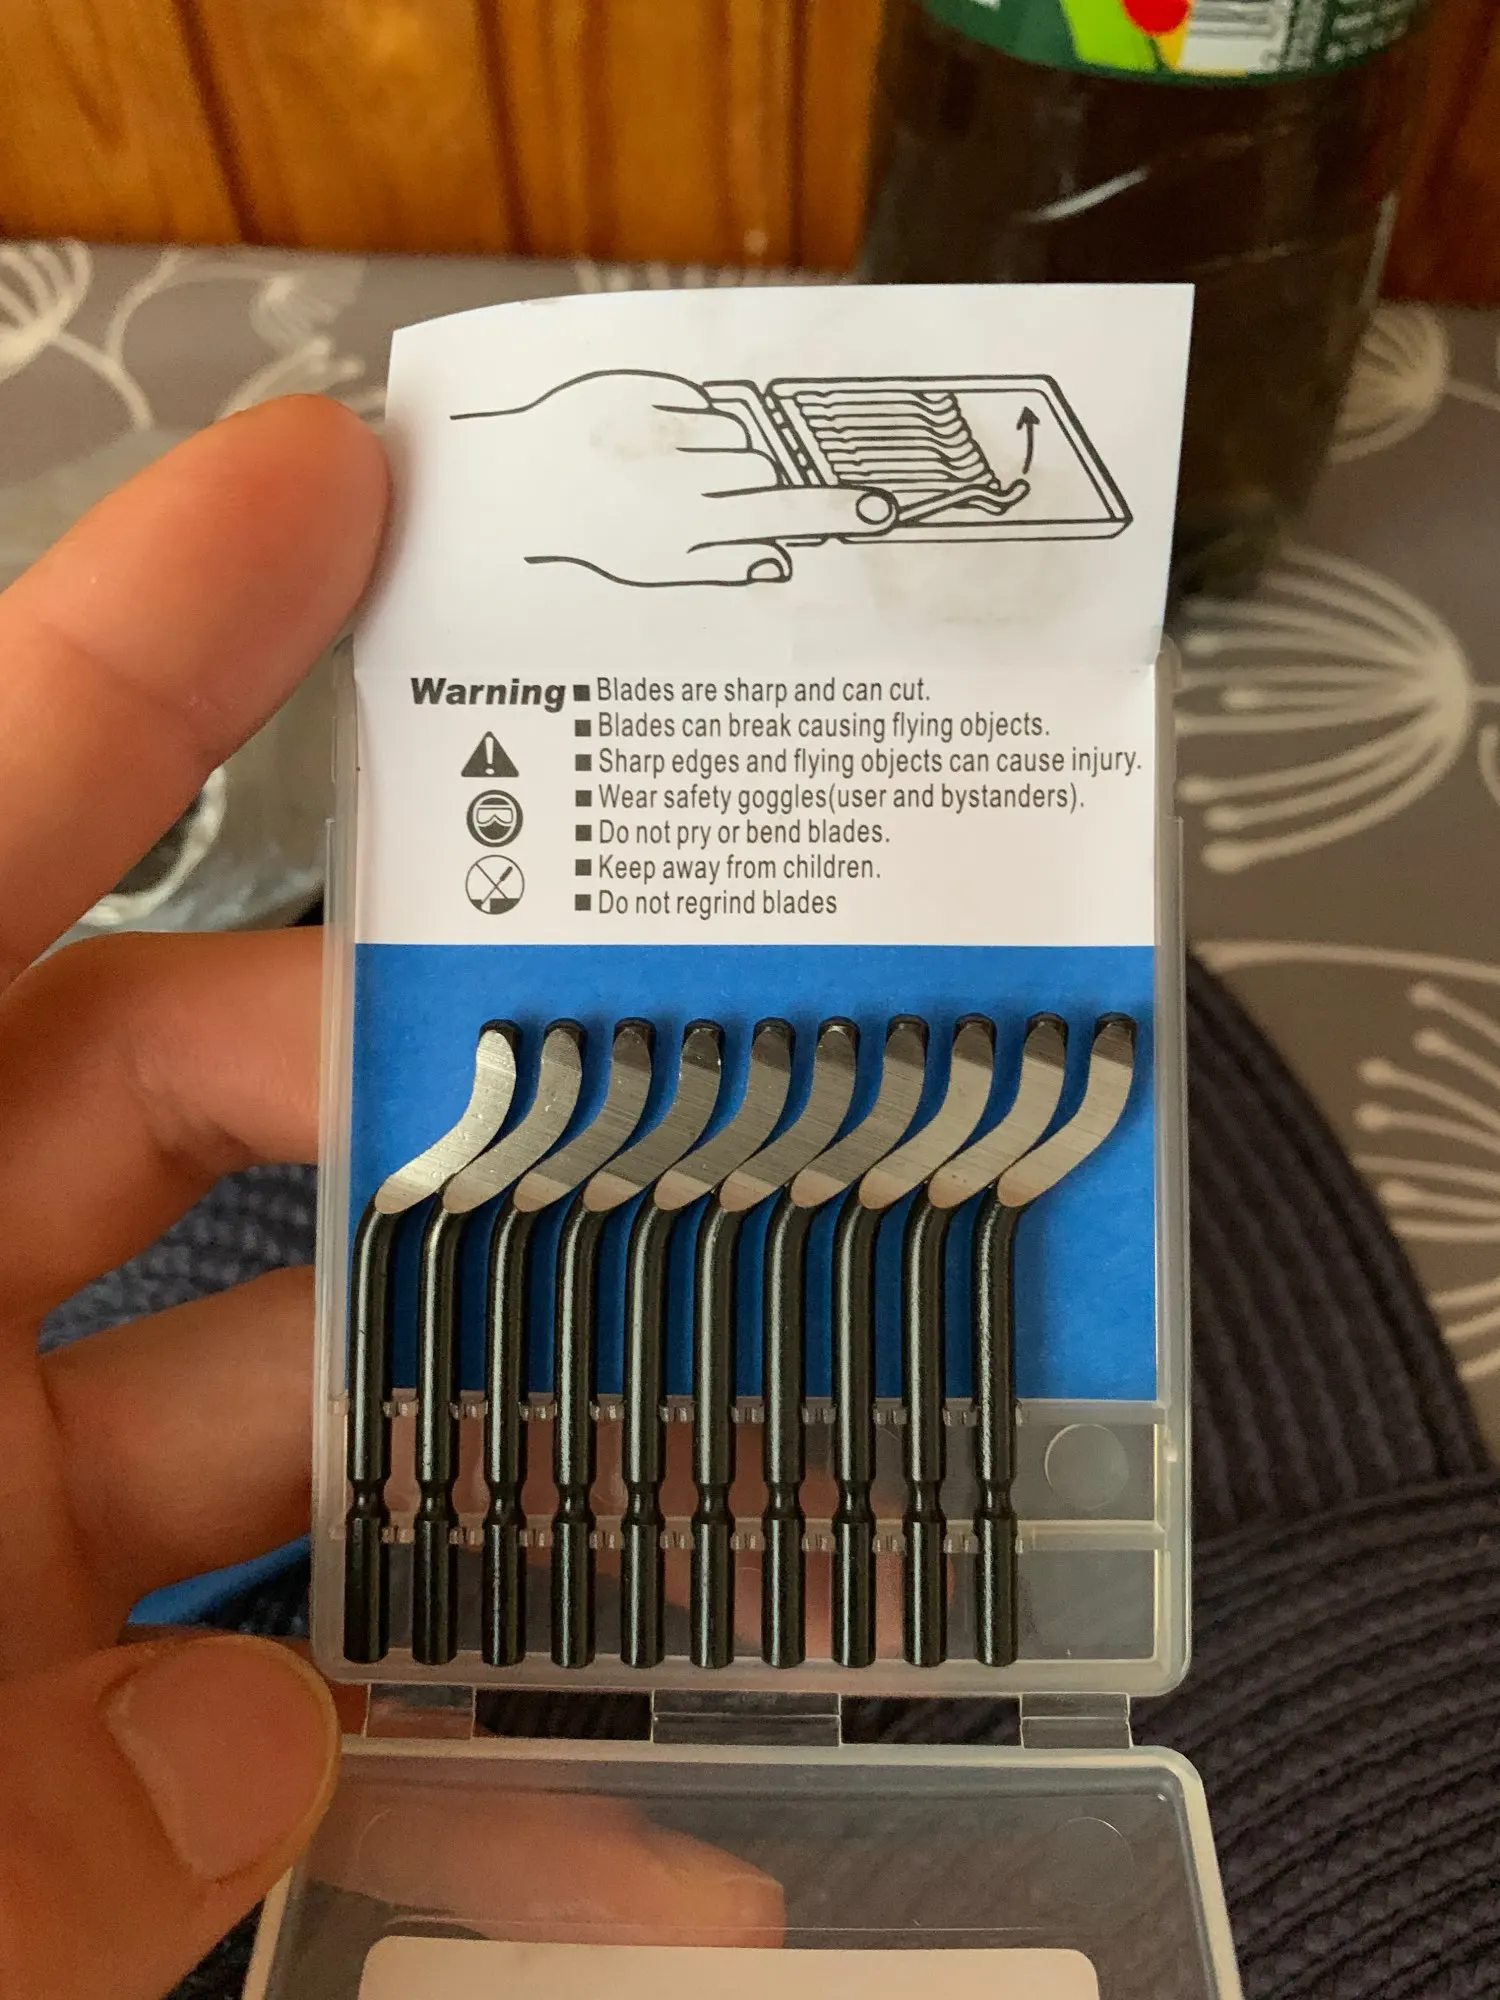 Warning ■ Blades are sharp and can cut.
■ Blades can break causing flying objects.
■ Sharp edges and flying objects can cause injury.
■ Wear safety goggles(user and bystanders).
■ Do not pry or bend blades.
■ Keep away from children.
■ Do not regrind blades